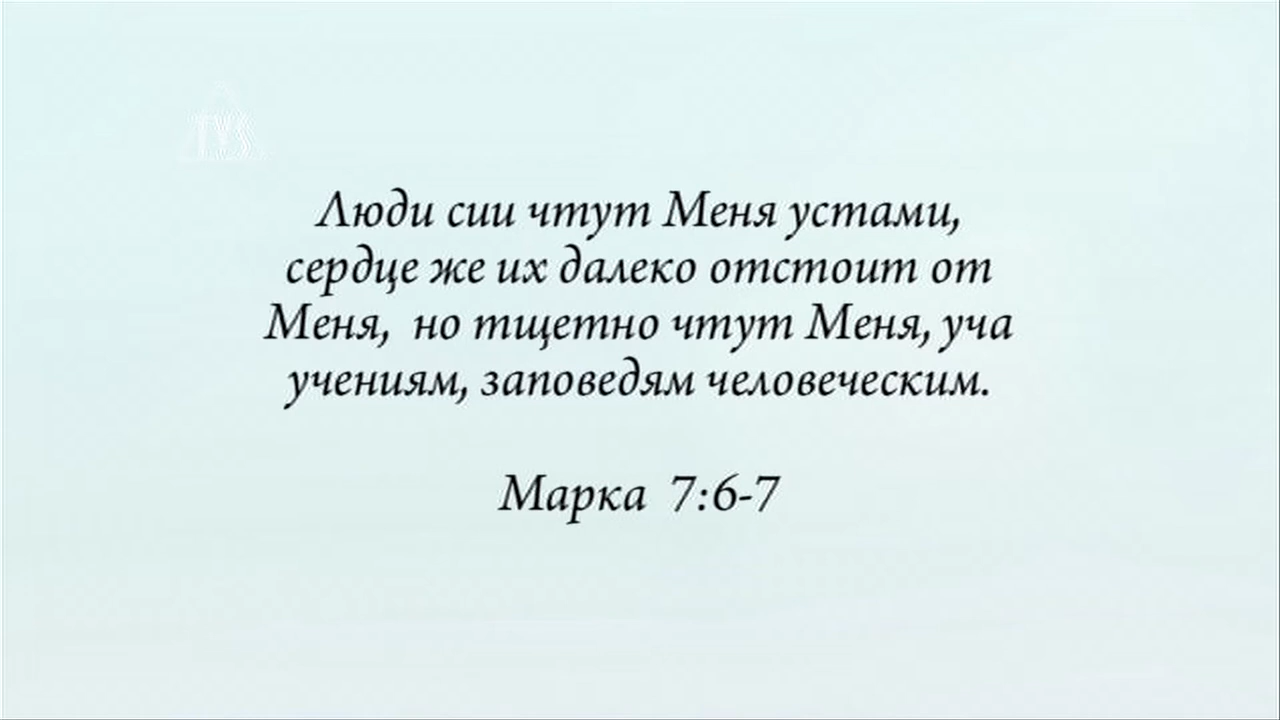 TVS
Люди сии чтут Меня устами,
сердце же их далеко отстоит от
Меня,  но тщетно чтут Меня, уча
учениям, заповедям человеческим.
Марка  7:6-7